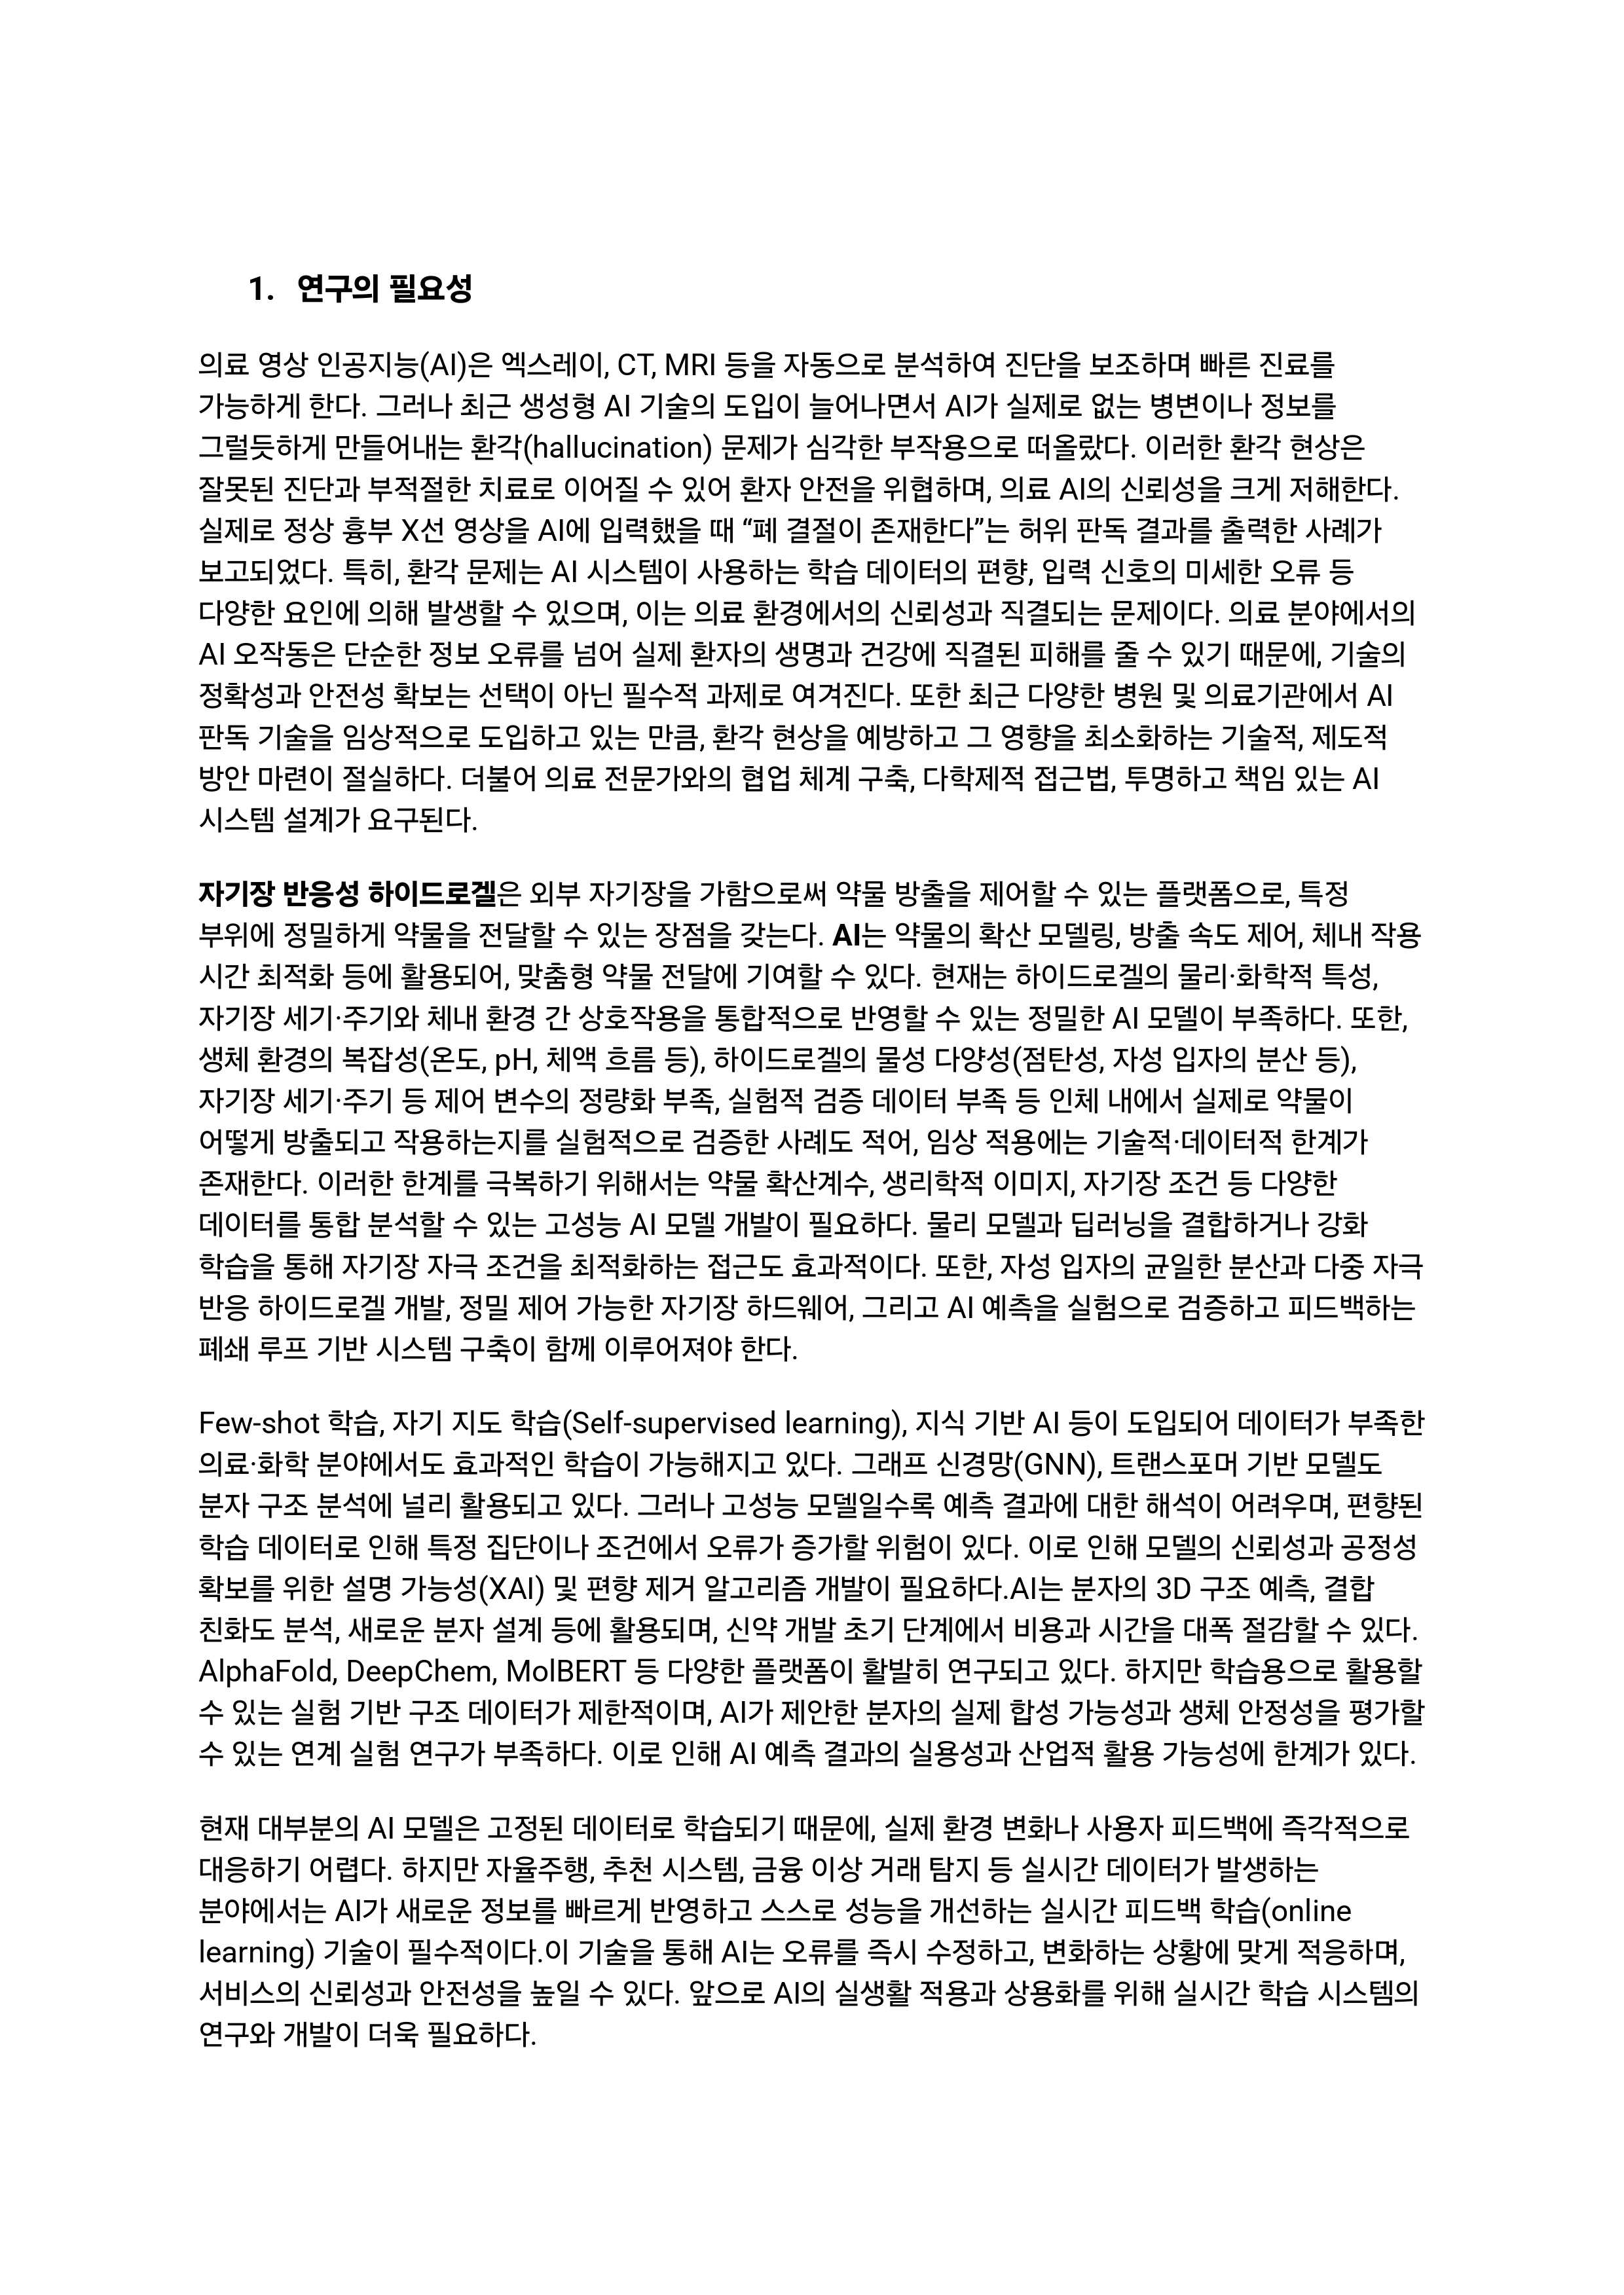 1. 연구의 필요성
의료 영상 인공지능(AI)은 엑스레이, CT, MRI 등을 자동으로 분석하여 진단을 보조하며 빠른 진료를
가능하게 한다. 그러나 최근 생성형 AI 기술의 도입이 늘어나면서 AI가 실제로 없는 병변이나 정보를
그럴듯하게 만들어내는 환각(hallucination) 문제가 심각한 부작용으로 떠올랐다. 이러한 환각 현상은
잘못된 진단과 부적절한 치료로 이어질 수 있어 환자 안전을 위협하며, 의료 AI의 신뢰성을 크게 저해한다.
실제로 정상 흉부 X선 영상을 AI에 입력했을 때 “폐 결절이 존재한다”는 허위 판독 결과를 출력한 사례가
보고되었다. 특히, 환각 문제는 AI 시스템이 사용하는 학습 데이터의 편향, 입력 신호의 미세한 오류 등
다양한 요인에 의해 발생할 수 있으며, 이는 의료 환경에서의 신뢰성과 직결되는 문제이다. 의료 분야에서의
AI 오작동은 단순한 정보 오류를 넘어 실제 환자의 생명과 건강에 직결된 피해를 줄 수 있기 때문에, 기술의
정확성과 안전성 확보는 선택이 아닌 필수적 과제로 여겨진다. 또한 최근 다양한 병원 및 의료기관에서 AI
판독 기술을 임상적으로 도입하고 있는 만큼, 환각 현상을 예방하고 그 영향을 최소화하는 기술적, 제도적
방안 마련이 절실하다. 더불어 의료 전문가와의 협업 체계 구축, 다학제적 접근법, 투명하고 책임 있는 AI
시스템 설계가 요구된다.
자기장 반응성 하이드로겔은 외부 자기장을 가함으로써 약물 방출을 제어할 수 있는 플랫폼으로, 특정
부위에 정밀하게 약물을 전달할 수 있는 장점을 갖는다. AI는 약물의 확산 모델링, 방출 속도 제어, 체내 작용
시간 최적화 등에 활용되어, 맞춤형 약물 전달에 기여할 수 있다. 현재는 하이드로겔의 물리·화학적 특성,
자기장 세기·주기와 체내 환경 간 상호작용을 통합적으로 반영할 수 있는 정밀한 AI 모델이 부족하다. 또한,
생체 환경의 복잡성(온도, pH, 체액 흐름 등), 하이드로겔의 물성 다양성(점탄성, 자성 입자의 분산 등),
자기장 세기·주기 등 제어 변수의 정량화 부족, 실험적 검증 데이터 부족 등 인체 내에서 실제로 약물이
어떻게 방출되고 작용하는지를 실험적으로 검증한 사례도 적어, 임상 적용에는 기술적·데이터적 한계가
존재한다. 이러한 한계를 극복하기 위해서는 약물 확산계수, 생리학적 이미지, 자기장 조건 등 다양한
데이터를 통합 분석할 수 있는 고성능 AI 모델 개발이 필요하다. 물리 모델과 딥러닝을 결합하거나 강화
학습을 통해 자기장 자극 조건을 최적화하는 접근도 효과적이다. 또한, 자성 입자의 균일한 분산과 다중 자극
반응 하이드로겔 개발, 정밀 제어 가능한 자기장 하드웨어, 그리고 AI 예측을 실험으로 검증하고 피드백하는
폐쇄 루프 기반 시스템 구축이 함께 이루어져야 한다.
Few-shot 학습, 자기 지도 학습(Self-supervised learning), 지식 기반 AI 등이 도입되어 데이터가 부족한
의료·화학 분야에서도 효과적인 학습이 가능해지고 있다. 그래프 신경망(GNN), 트랜스포머 기반 모델도
분자 구조 분석에 널리 활용되고 있다. 그러나 고성능 모델일수록 예측 결과에 대한 해석이 어려우며, 편향된
학습 데이터로 인해 특정 집단이나 조건에서 오류가 증가할 위험이 있다. 이로 인해 모델의 신뢰성과 공정성
확보를 위한 설명 가능성(XAI) 및 편향 제거 알고리즘 개발이 필요하다.AI는 분자의 3D 구조 예측, 결합
친화도 분석, 새로운 분자 설계 등에 활용되며, 신약 개발 초기 단계에서 비용과 시간을 대폭 절감할 수 있다.
AlphaFold, DeepChem, MolBERT 등 다양한 플랫폼이 활발히 연구되고 있다. 하지만 학습용으로 활용할
수 있는 실험 기반 구조 데이터가 제한적이며, AI가 제안한 분자의 실제 합성 가능성과 생체 안정성을 평가할
수 있는 연계 실험 연구가 부족하다. 이로 인해 AI 예측 결과의 실용성과 산업적 활용 가능성에 한계가 있다.
현재 대부분의 AI 모델은 고정된 데이터로 학습되기 때문에, 실제 환경 변화나 사용자 피드백에 즉각적으로
대응하기 어렵다. 하지만 자율주행, 추천 시스템, 금융 이상 거래 탐지 등 실시간 데이터가 발생하는
분야에서는 AI가 새로운 정보를 빠르게 반영하고 스스로 성능을 개선하는 실시간 피드백 학습(online
learning) 기술이 필수적이다.이 기술을 통해 AI는 오류를 즉시 수정하고, 변화하는 상황에 맞게 적응하며,
서비스의 신뢰성과 안전성을 높일 수 있다. 앞으로 AI의 실생활 적용과 상용화를 위해 실시간 학습 시스템의
연구와 개발이 더욱 필요하다.